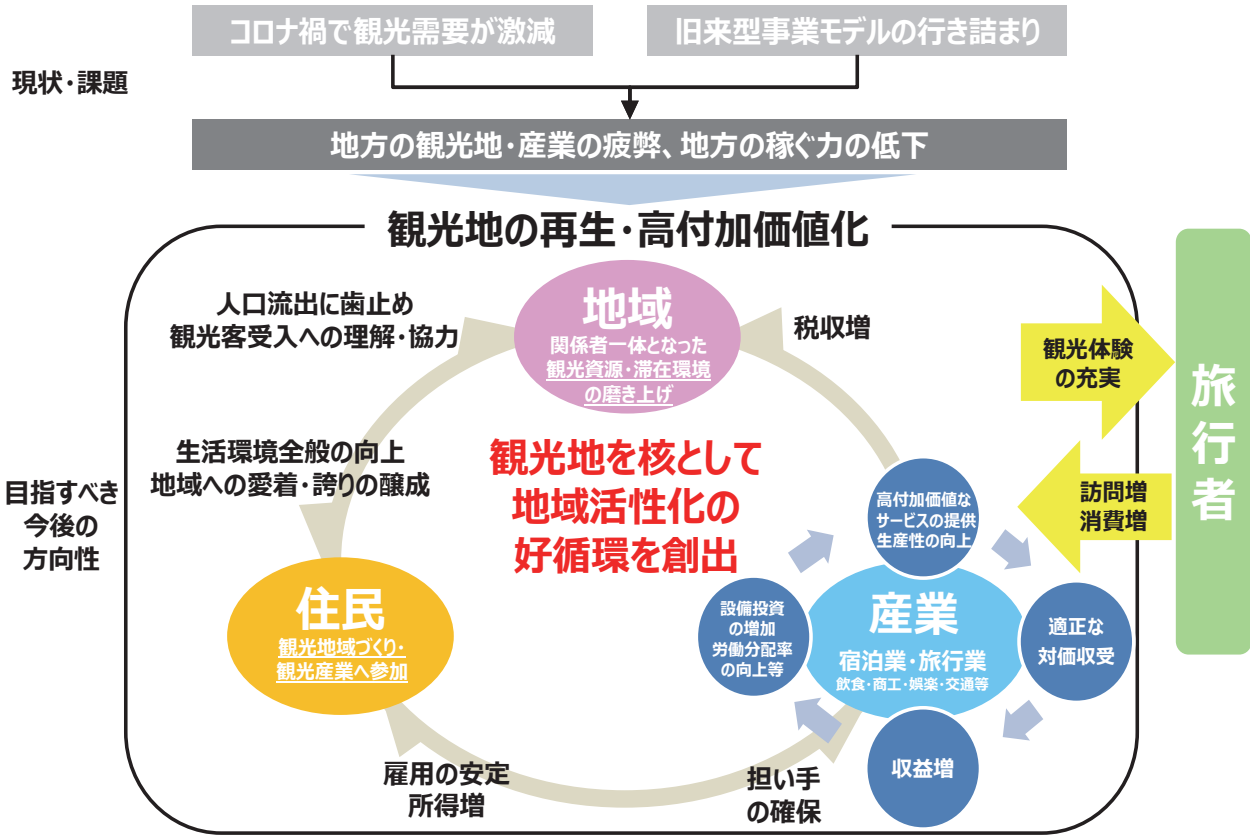 コロナ禍で観光需要が激減
旧来型事業モデルの行き詰まり
現状・課題
地方の観光地・産業の疲弊、地方の稼ぐ力の低下
観光地の再生・高付加価値化
人口流出に歯止め
観光客受入への理解・協力
地域
関係者一体となった
観光資源・滞在環境
の磨き上げ
税収増
観光体験
の充実
旅行者
訪問増
消費増
生活環境全般の向上
地域への愛着・誇りの醸成
観光地を核として
地域活性化の
好循環を創出
目指すべき
今後の
方向性
高付加価値な
サービスの提供
生産性の向上
住民
観光地域づくり・
観光産業へ参加
設備投資
の増加
労働分配率
の向上等
産業
宿泊業・旅行業
飲食・商工・娯楽・交通等
適正な
対価収受
収益増
雇用の安定
所得増
担い手
の確保